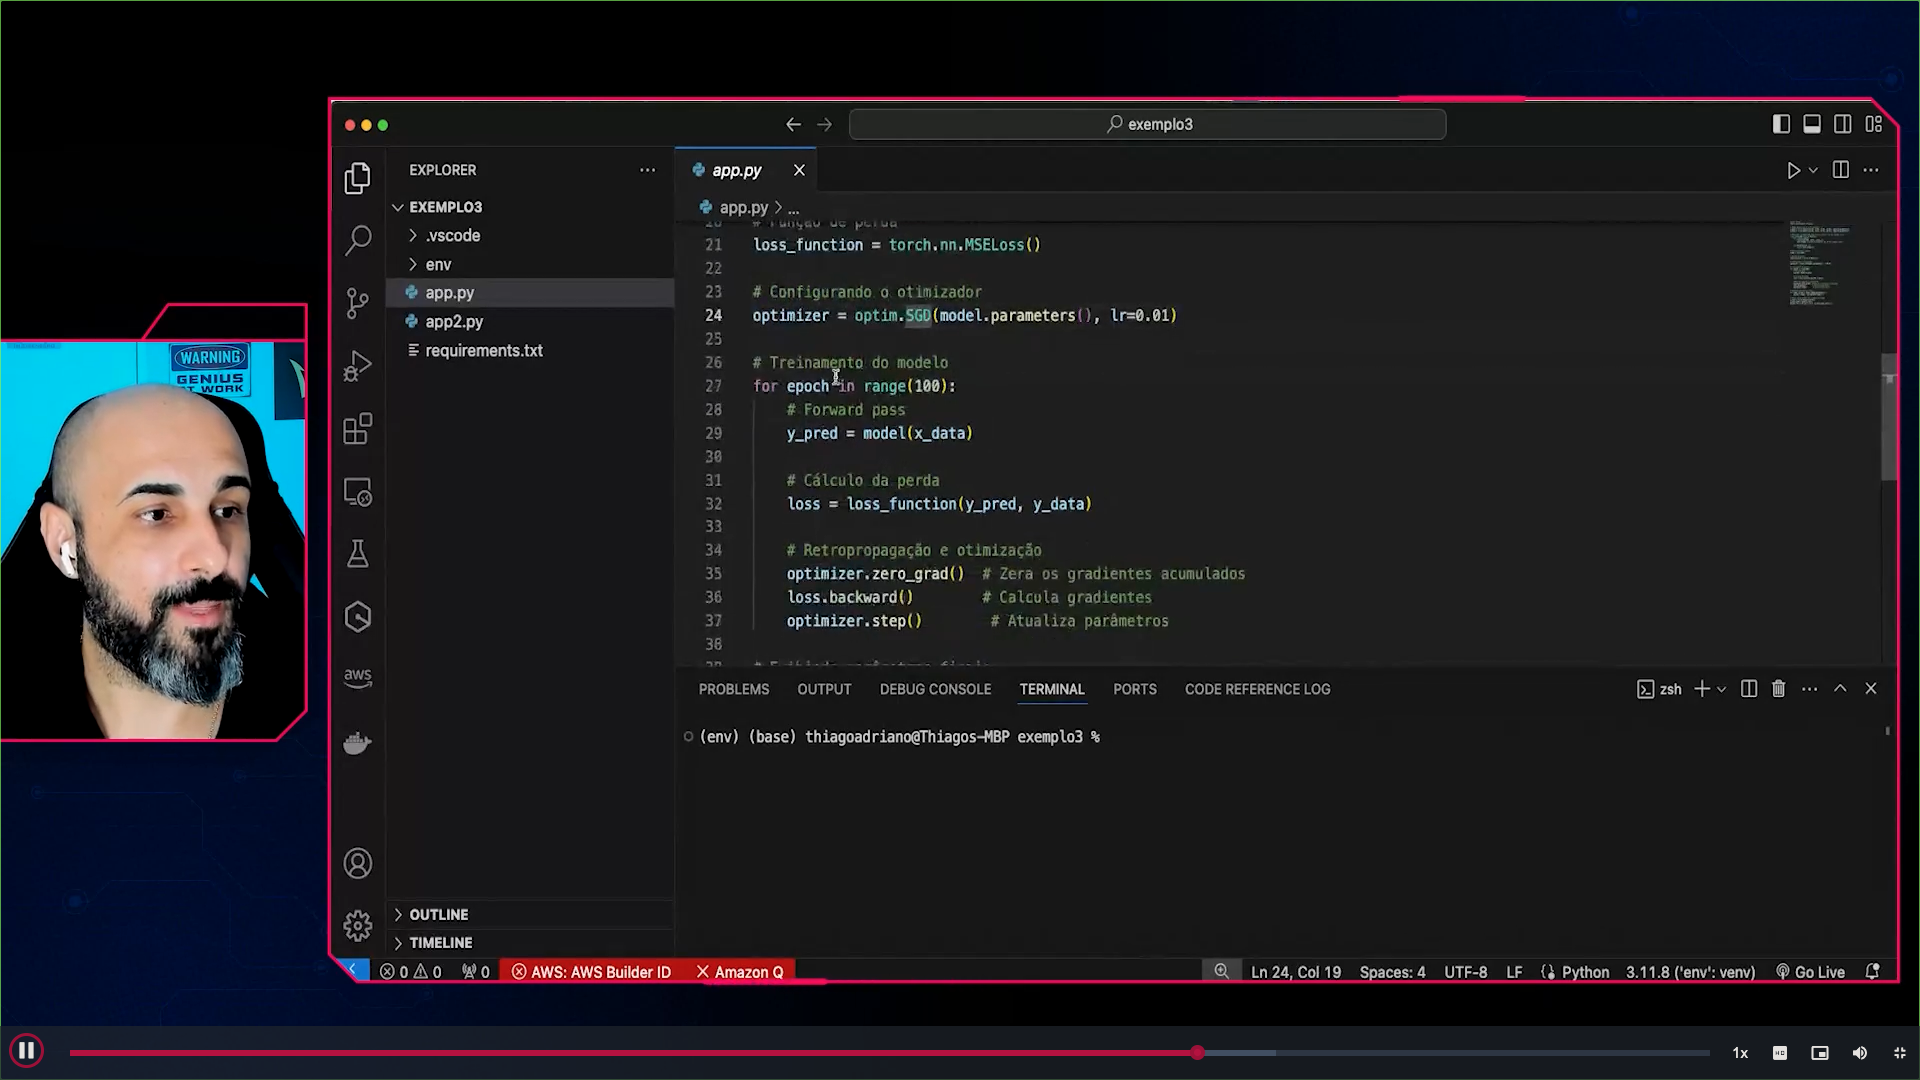 exemplo3
EXPLORER
EXEMPLO3
.vscode
env
app.py
app2.py
requirements.txt
OUTLINE
TIMELINE
app.py
app.py > ...
20 # Função de perda
21 loss_function = torch.nn.MSELoss()
22
23 # Configurando o otimizador
24 optimizer = optim.SGD(model.parameters(), lr=0.01)
25
26 # Treinamento do modelo
27 for epoch in range(100):
28 # Forward pass
29 y_pred = model(x_data)
30
31 # Cálculo da perda
32 loss = loss_function(y_pred, y_data)
33
34 # Retropropagação e otimização
35 optimizer.zero_grad() # Zera os gradientes acumulados
36 loss.backward() # Calcula gradientes
37 optimizer.step() # Atualiza parâmetros
38
PROBLEMS OUTPUT DEBUG CONSOLE TERMINAL PORTS CODE REFERENCE LOG
zsh
(env) (base) thiagoadriano@Thiagos-MBP exemplo3 %
aws
WARNING
GENIUS
AT WORK
0 0 0 AWS: AWS Builder ID Amazon Q
Ln 24, Col 19 Spaces: 4 UTF-8 LF Python 3.11.8 ('env': venv) Go Live
1x
HD